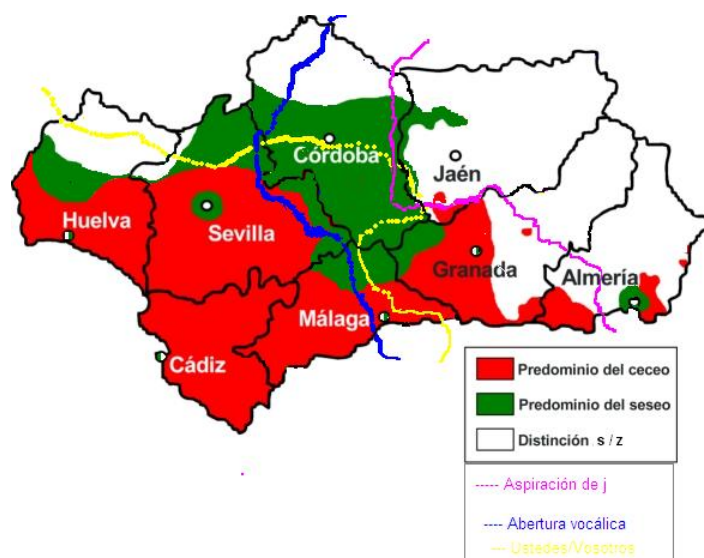 Córdoba
Jaén
Huelva
Sevilla
Granada
Almería
Málaga
Cádiz
Predominio del ceceo
Predominio del seseo
Distinción s / z
----- Aspiración de j
---- Abertura vocálica
--- Ustedes/Vosotros